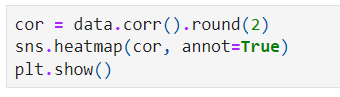 cor = data.corr().round(2)
sns.heatmap(cor, annot=True)
plt.show()